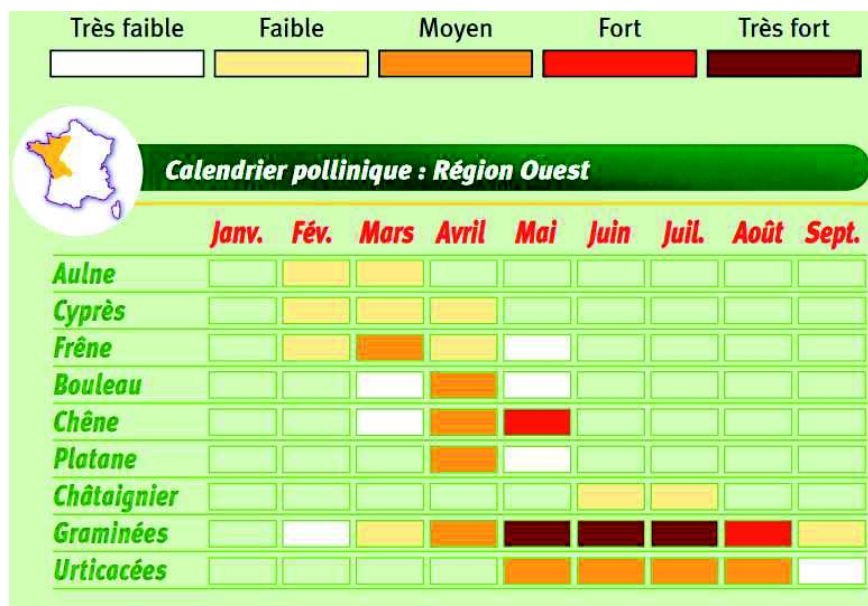 Très faible Faible Moyen Fort Très fort
Calendrier pollinique : Région Ouest
Janv. Fév. Mars Avril Mai Juin Juil. Août Sept.
Aulne
Cyprès
Frêne
Bouleau
Chêne
Platane
Châtaignier
Graminées
Urticacées